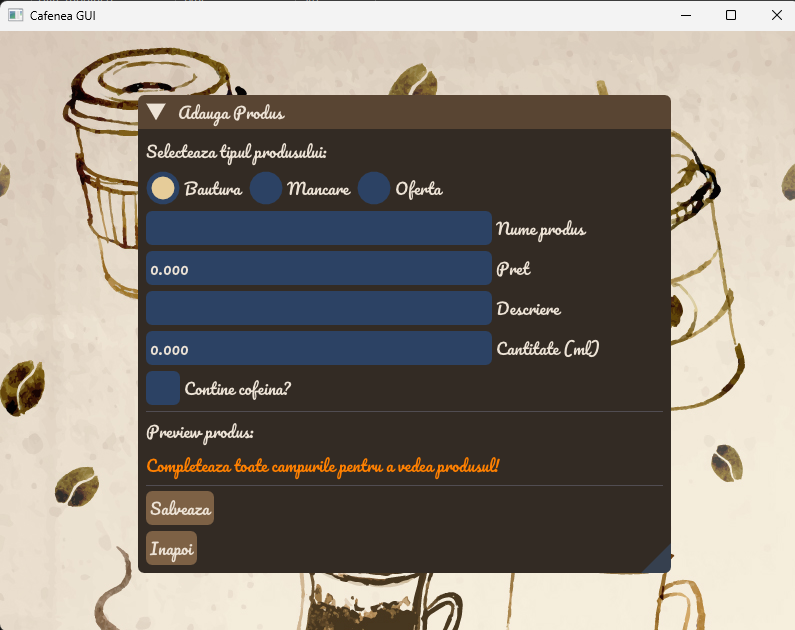 Cafenea GUI
Adauga Produs
Selecteaza tipul produsului:
Bautura Mancare Oferta
Nume produs
0.000 Pret
Descriere
0.000 Cantitate (ml)
Contine cofeina?
Preview produs:
Completeaza toate campurile pentru a vedea produsul!
Salveaza
Inapoi